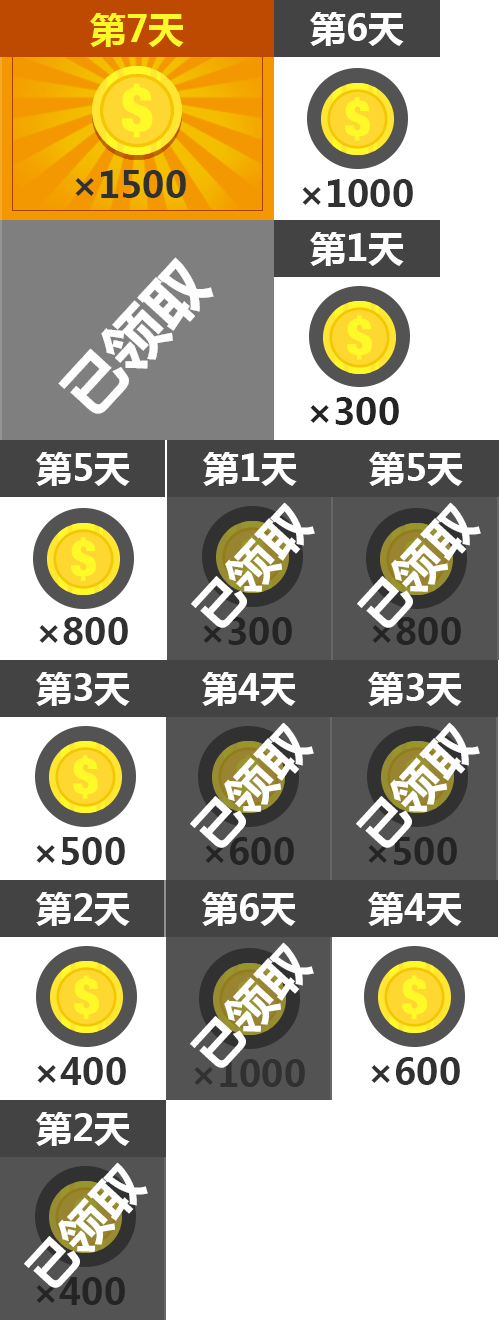 第7天
×1500
第6天
×1000
已领取
第1天
×300
第5天
×800
第1天
已领取
×300
第5天
已领取
×800
第3天
×500
第4天
已领取
×600
第3天
已领取
×500
第2天
×400
第6天
已领取
×1000
第4天
×600
第2天
已领取
×400